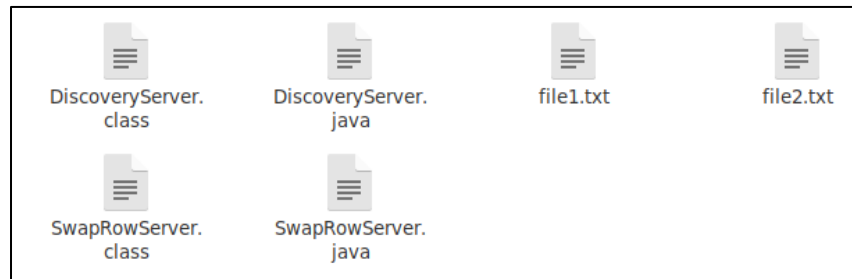 DiscoveryServer.
class
DiscoveryServer.
java
file1.txt
file2.txt
SwapRowServer.
class
SwapRowServer.
java